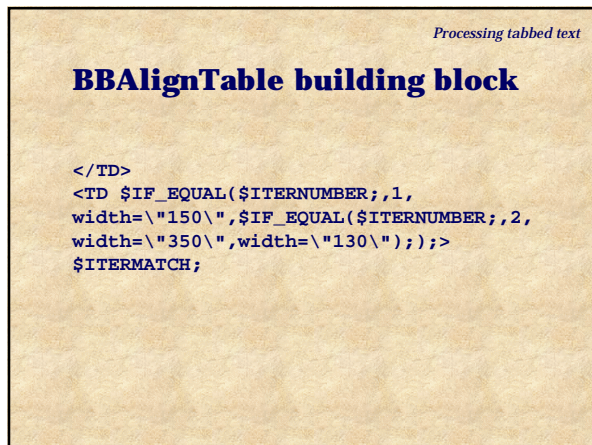 Processing tabbed text
BBAlignTable building block
</TD>
<TD $IF_EQUAL($ITERNUMBER;,1,
width=\"150\",$IF_EQUAL($ITERNUMBER;,2,
width=\"350\",width=\"130\"););>
$ITERMATCH;